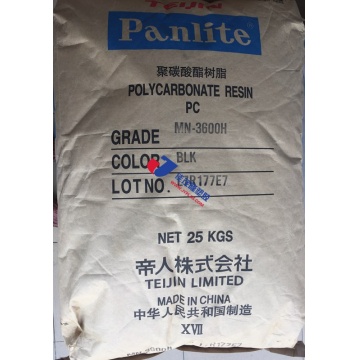 TEIJIN
Panlite
聚碳酸酯树脂
POLYCARBONATE RESIN
PC
GRADE MN-3600H
COLOR BLK
LOT NO. R177E7
NET 25 KGS
帝人株式会社
TEIJIN LIMITED
MADE IN CHINA
中华人民共和国制造
XVII